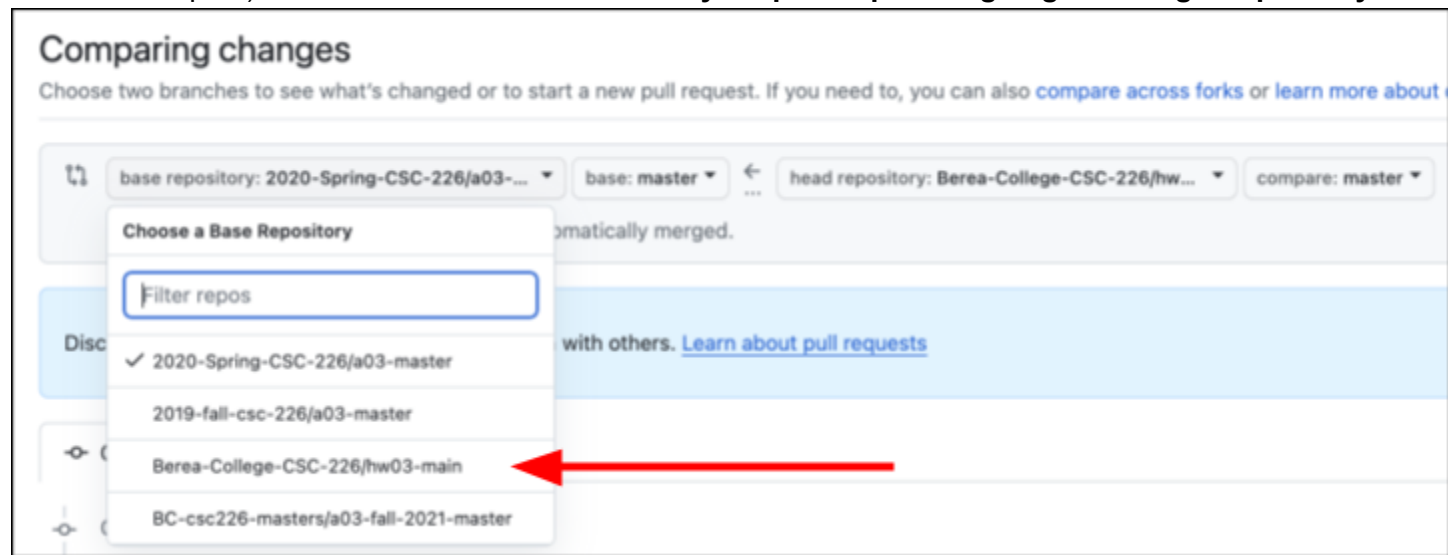 Comparing changes
Choose two branches to see what's changed or to start a new pull request. If you need to, you can also compare across forks or learn more about
base repository: 2020-Spring-CSC-226/a03-... base: master ← ... head repository: Berea-College-CSC-226/hw... compare: master
Choose a Base Repository
omatically merged.
Filter repos
Disc with others. Learn about pull requests
✓ 2020-Spring-CSC-226/a03-master
2019-fall-csc-226/a03-master
Berea-College-CSC-226/hw03-main
BC-csc226-masters/a03-fall-2021-master